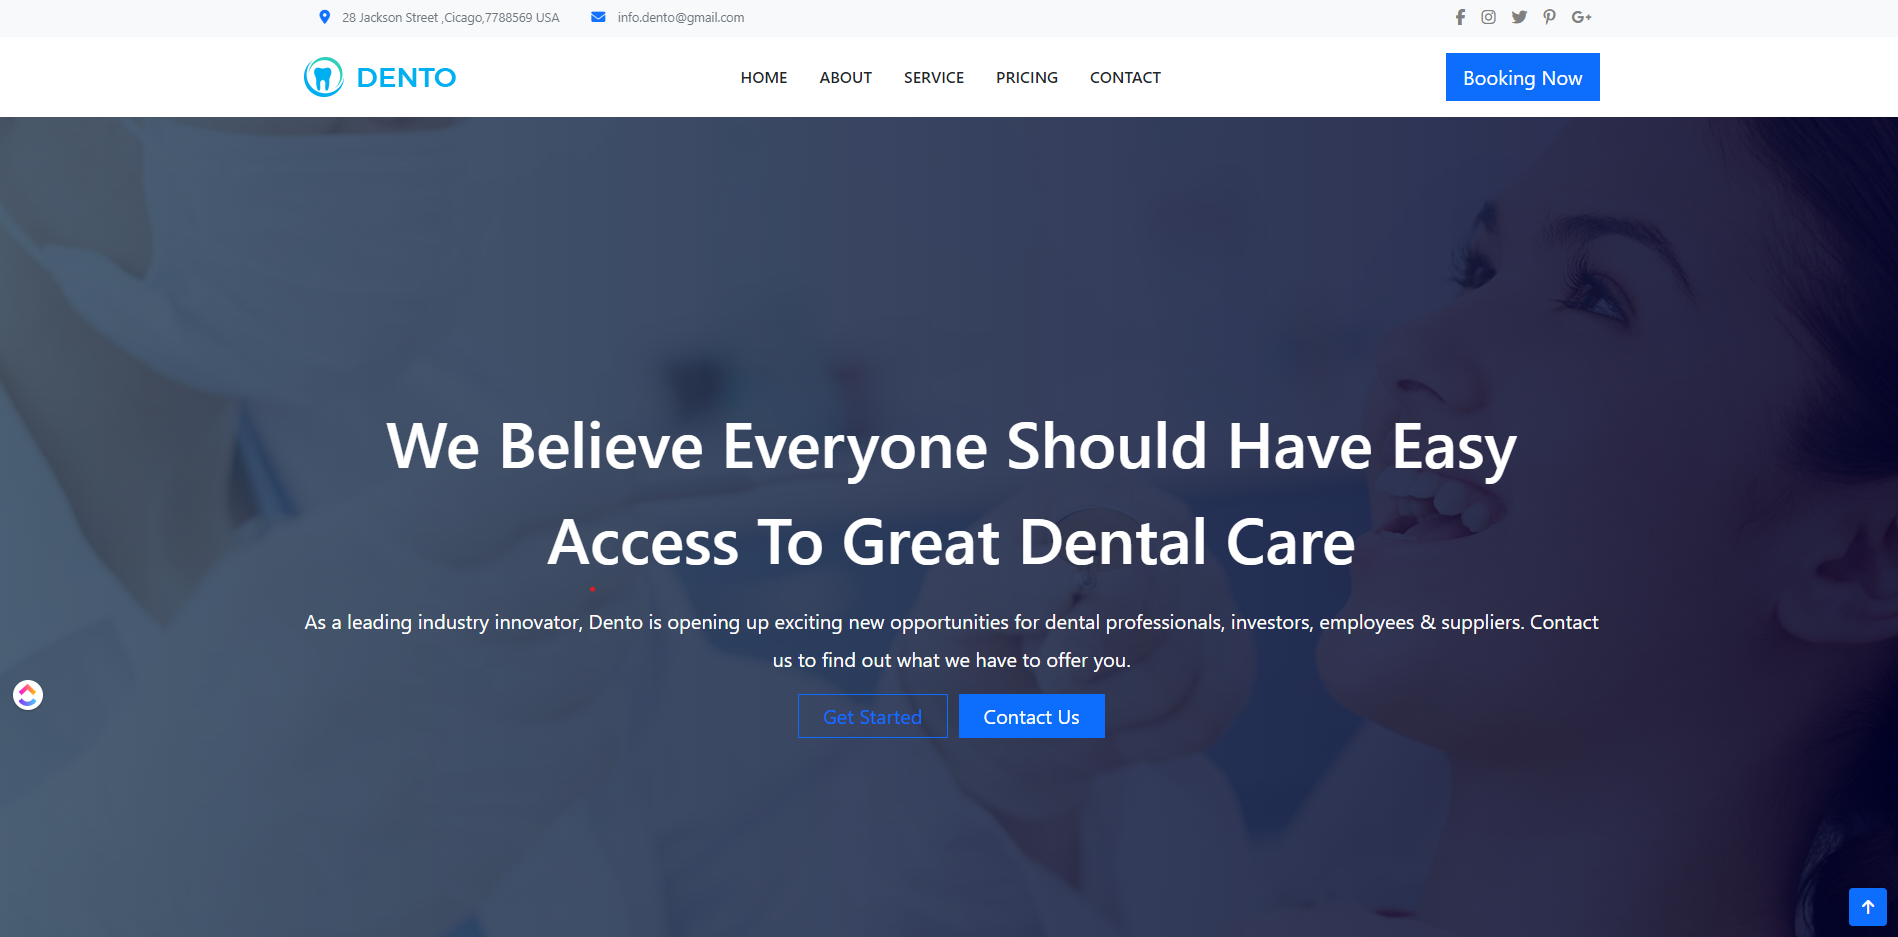 28 Jackson Street ,Cicago,7788569 USA
info.dento@gmail.com
DENTO
HOME
ABOUT
SERVICE
PRICING
CONTACT
Booking Now
We Believe Everyone Should Have Easy
Access To Great Dental Care
As a leading industry innovator, Dento is opening up exciting new opportunities for dental professionals, investors, employees & suppliers. Contact
us to find out what we have to offer you.
Get Started
Contact Us